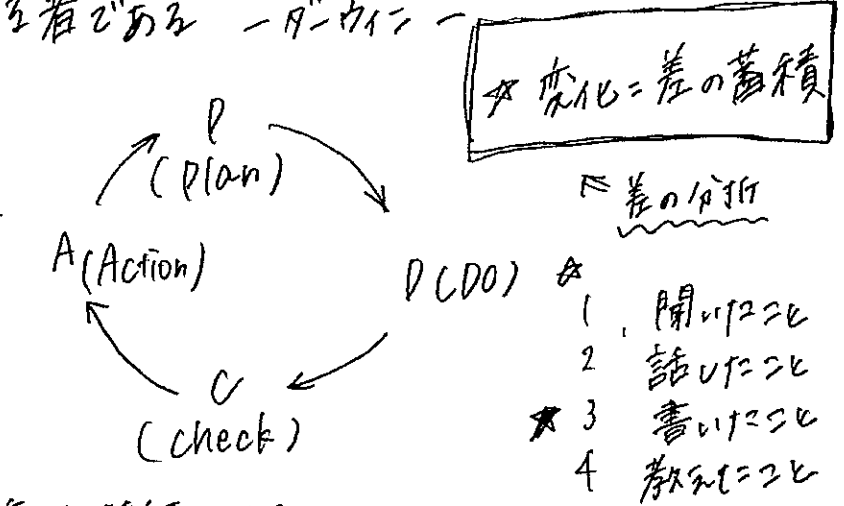 る者である ーダーウィンー
☆ 変化=差の蓄積
P
(plan)
差の分析
A(Action)
D(DO) ☆
1. 聞いたこと
2 話したこと
C
(check)
★3 書いたこと
4 教えたこと